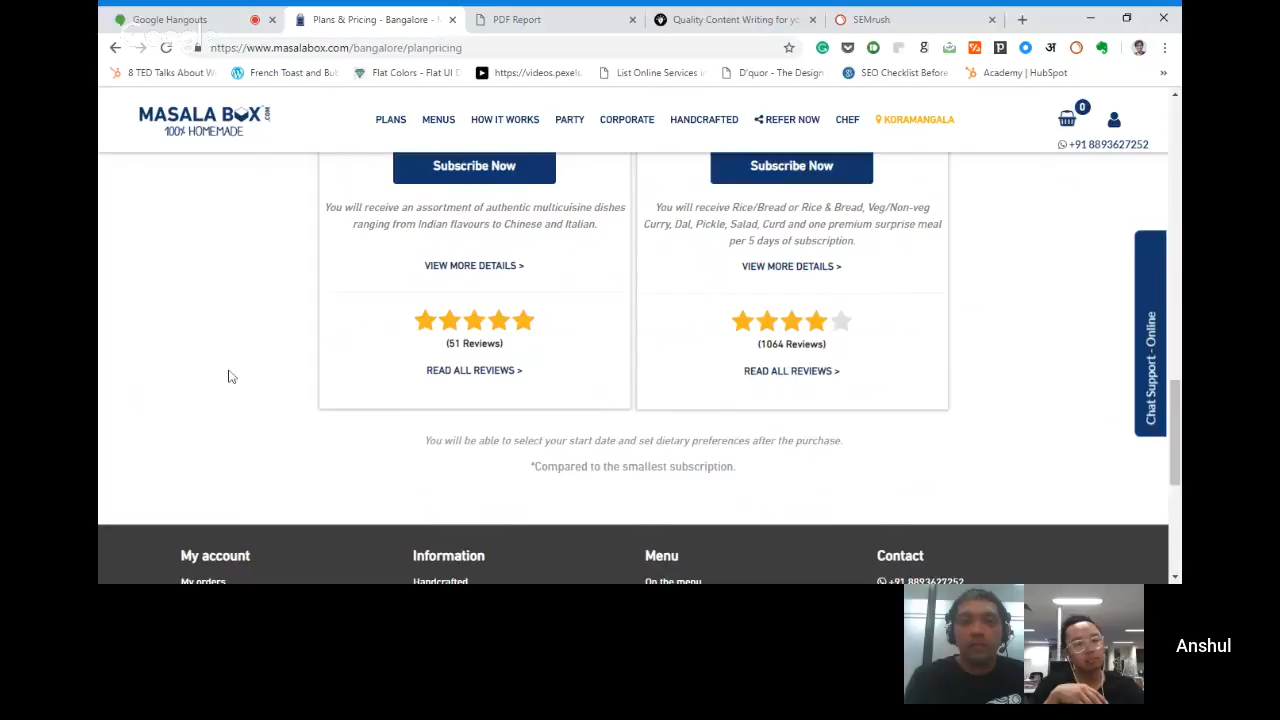 Google Hangouts
Plans & Pricing - Bangalore - M
PDF Report
Quality Content Writing for yo
SEMrush
https://www.masalabox.com/bangalore/planpricing
8 TED Talks About W
French Toast and But
Flat Colors - Flat UI C
https://videos.pexels
List Online Services in
D'quor - The Design
SEO Checklist Before
Academy | HubSpot
MASALA BOX.COM
100% HOMEMADE
PLANS
MENUS
HOW IT WORKS
PARTY
CORPORATE
HANDCRAFTED
REFER NOW
CHEF
KORAMANGALA
0
+91 8893627252
Subscribe Now
You will receive an assortment of authentic multicuisine dishes
ranging from Indian flavours to Chinese and Italian.
VIEW MORE DETAILS >
(51 Reviews)
READ ALL REVIEWS >
Subscribe Now
You will receive Rice/Bread or Rice & Bread, Veg/Non-veg
Curry, Dal, Pickle, Salad, Curd and one premium surprise meal
per 5 days of subscription.
VIEW MORE DETAILS >
(1064 Reviews)
READ ALL REVIEWS >
Chat Support - Online
You will be able to select your start date and set dietary preferences after the purchase.
*Compared to the smallest subscription.
My account
My orders
Information
Handcrafted
Menu
On the menu
Contact
+91 8893627252
Anshul